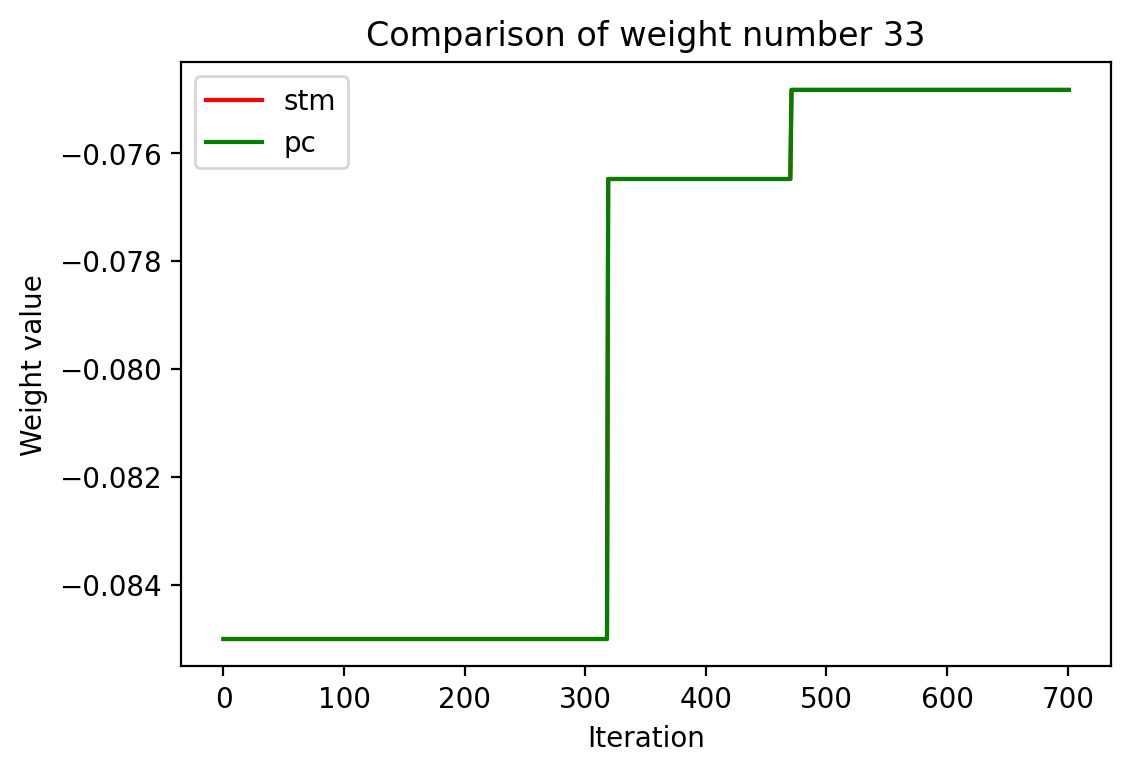 Comparison of weight number 33
stm
pc
−0.076
−0.078
−0.080
−0.082
−0.084
Weight value
0 100 200 300 400 500 600 700
Iteration